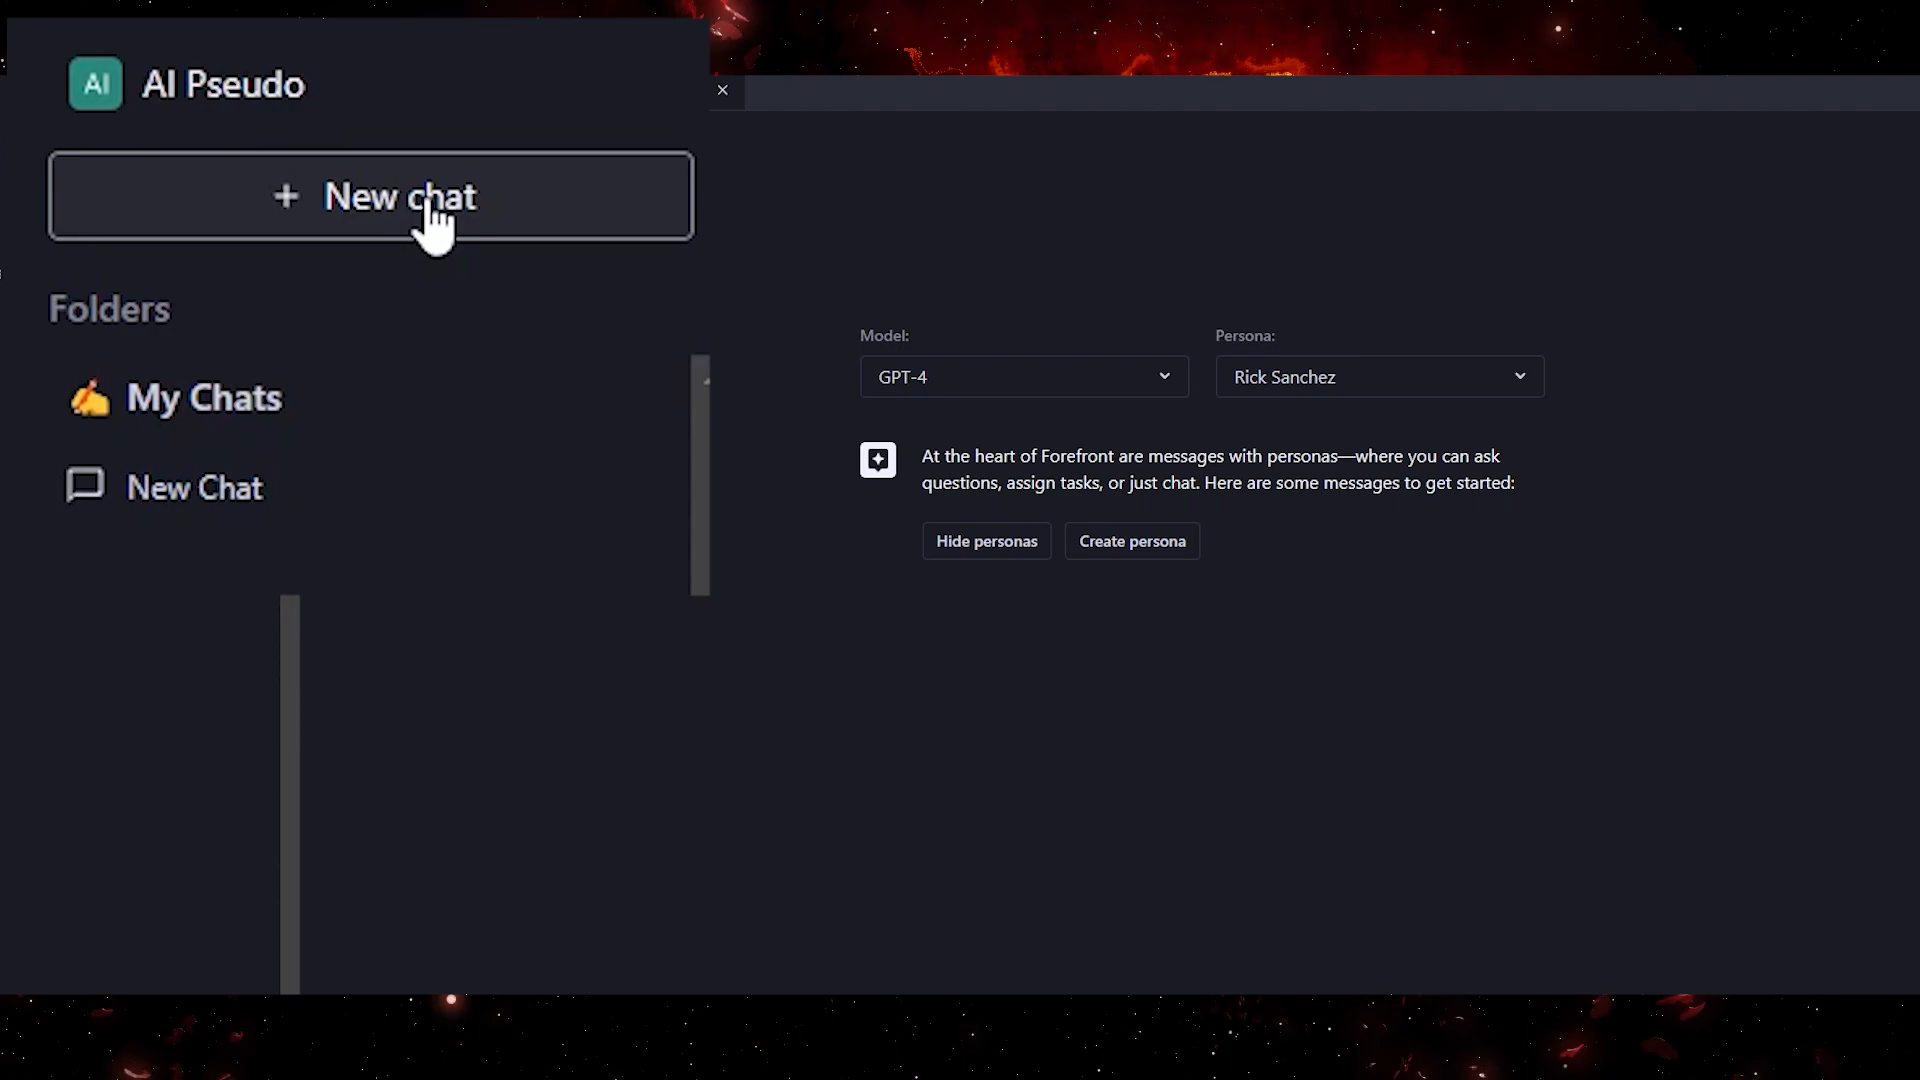 AI AI Pseudo
+ New chat
Folders
✍️ My Chats
New Chat
Model:
GPT-4
Persona:
Rick Sanchez
At the heart of Forefront are messages with personas—where you can ask
questions, assign tasks, or just chat. Here are some messages to get started:
Hide personas
Create persona